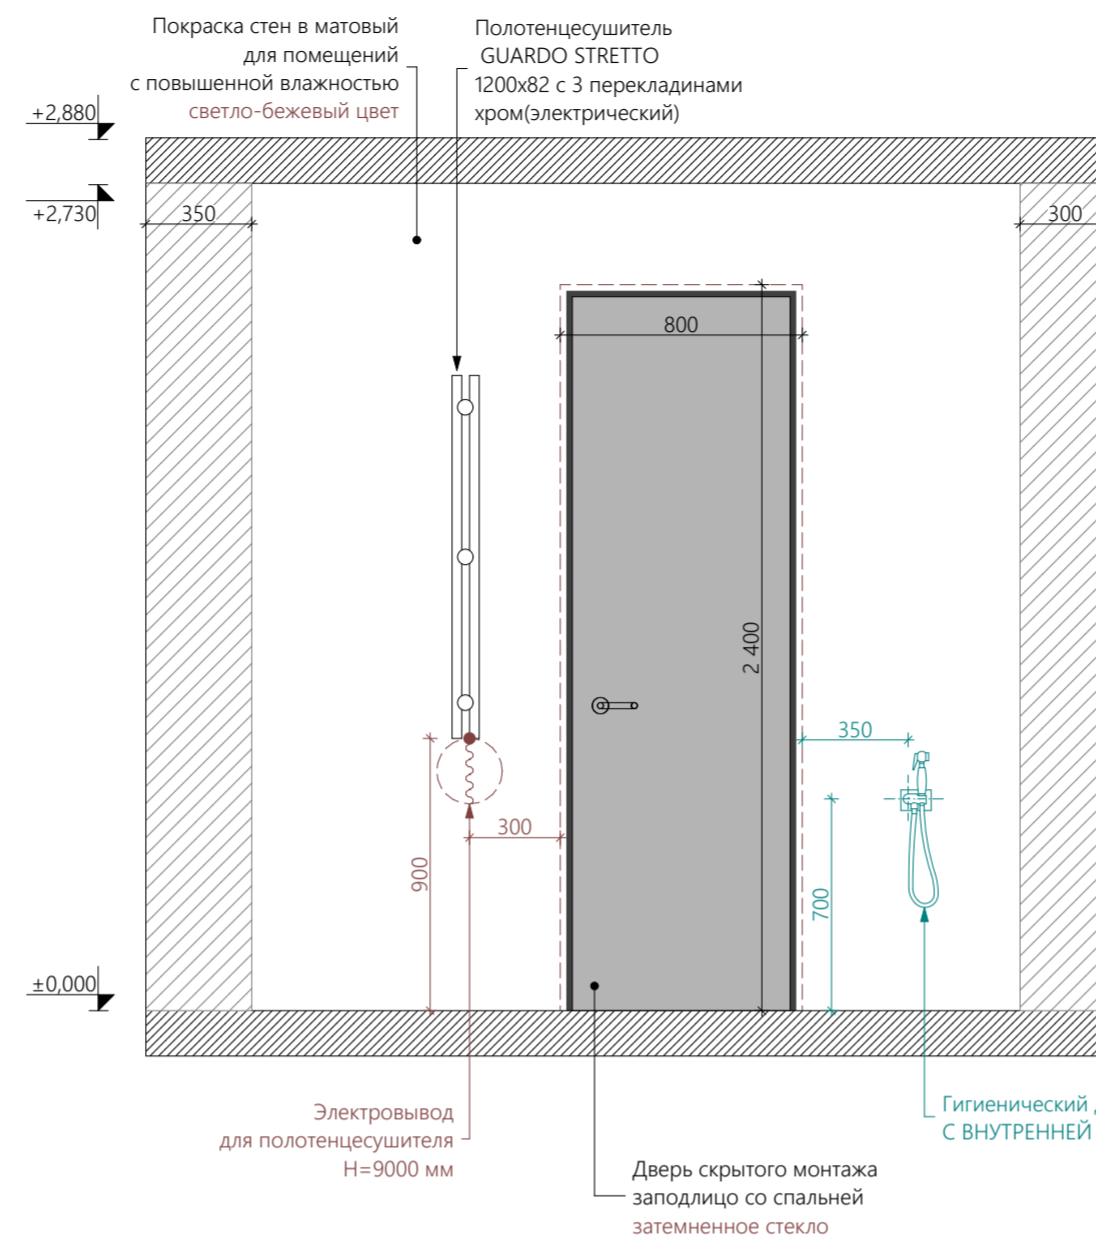 Покраска стен в матовый
для помещений
с повышенной влажностью
светло-бежевый цвет
Полотенцесушитель
GUARDO STRETTO
1200x82 с 3 перекладинами
хром(электрический)
+2,880
+2,730
350
300
800
2 400
350
300
900
700
±0,000
Электровывод
для полотенцесушителя
H=9000 мм
Гигиенический
С ВНУТРЕННЕЙ
Дверь скрытого монтажа
заподлицо со спальней
затемненное стекло